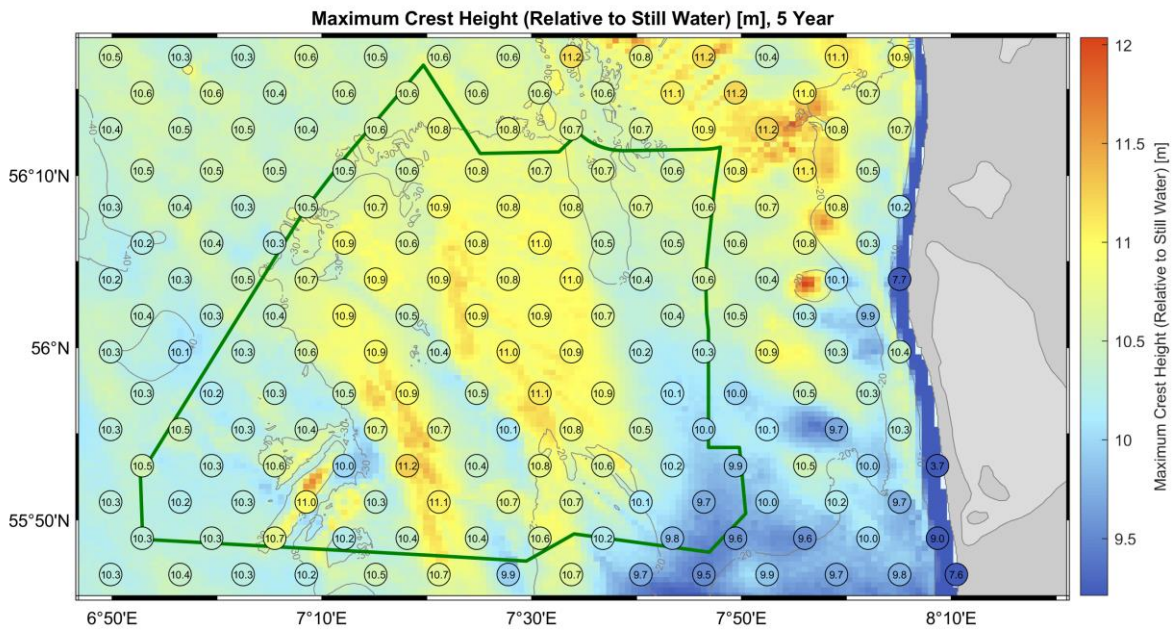 Maximum Crest Height (Relative to Still Water) [m], 5 Year
10.5 10.3 10.6 10.5 10.6 10.6 11.2 10.8 11.2 10.4 11.1 10.9
10.6 10.6 10.4 10.6 10.6 10.6 10.6 10.6 11.1 11.2 11.0 10.7
10.4 10.5 10.5 10.4 10.6 10.8 10.8 10.7 10.7 10.9 11.2 10.8 10.7
56°10'N
10.5 10.5 10.5 10.5 10.6 10.8 10.7 10.7 10.6 10.8 11.1 10.5
10.3 10.4 10.3 10.5 10.7 10.9 10.8 10.8 10.7 10.6 10.7 10.8 10.2
10.2 10.4 10.3 10.9 10.6 10.8 11.0 10.5 10.5 10.6 10.8 10.3
10.2 10.3 10.5 10.7 10.9 10.9 10.8 11.0 10.4 10.6 10.4 10.1 7.7
10.4 10.3 10.4 10.9 10.5 10.9 10.9 10.7 10.4 10.5 10.3 9.9
56°N
10.3 10.1 10.3 10.6 10.9 10.4 11.0 10.9 10.2 10.3 10.9 10.3 10.4
10.3 10.2 10.3 10.5 10.9 10.5 11.1 10.7 10.1 10.0 10.7 10.2
10.3 10.5 10.3 10.4 10.7 10.7 10.1 10.8 10.5 10.0 10.1 9.7 10.3
10.5 10.3 10.6 10.0 11.2 10.4 10.8 10.6 10.2 9.9 10.5 10.0 3.7
10.3 10.2 10.3 11.0 10.3 11.1 10.7 10.7 10.1 9.7 10.0 10.2 9.7
55°50'N
10.3 10.3 10.7 10.2 10.4 10.4 10.6 10.2 9.8 9.6 9.6 10.0 9.0
10.3 10.4 10.3 10.2 10.5 10.7 9.9 10.7 9.7 9.5 9.9 9.7 9.8 7.6
6°50'E 7°10'E 7°30'E 7°50'E 8°10'E
12
11.5
11
10.5
10
9.5
Maximum Crest Height (Relative to Still Water) [m]